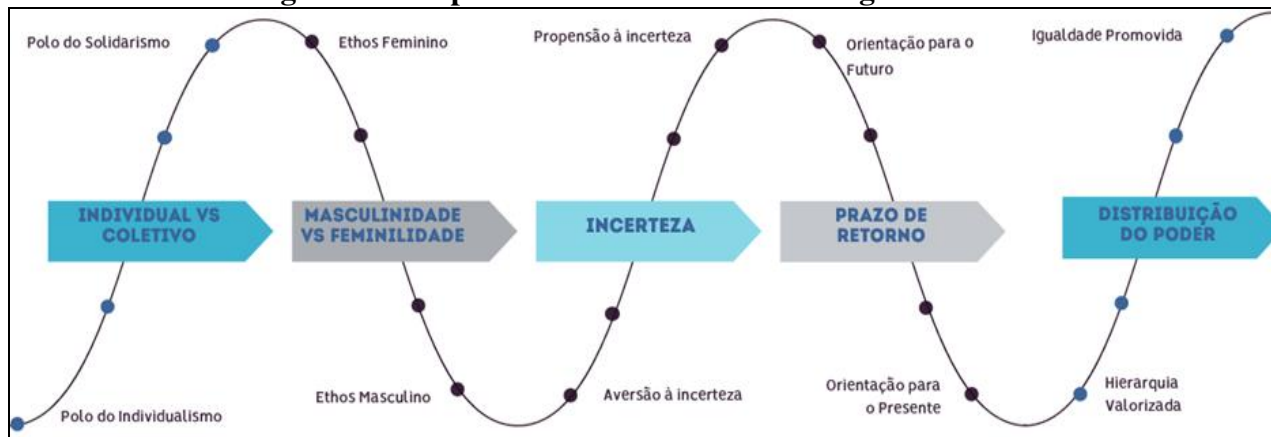 Polo do Solidarismo
Ethos Feminino
Propensão à incerteza
Orientação para o
Futuro
Igualdade Promovida
INDIVIDUAL VS
COLETIVO
MASCULINIDADE
VS FEMINILIDADE
INCERTEZA
PRAZO DE
RETORNO
DISTRIBUIÇÃO
DO PODER
Polo do Individualismo
Ethos Masculino
Aversão à incerteza
Orientação para
o Presente
Hierarquia
Valorizada